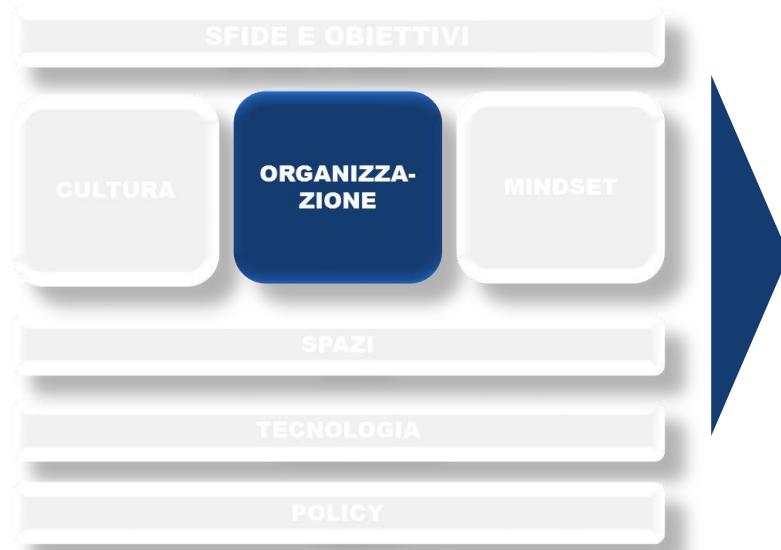 SFIDE E OBIETTIVI
CULTURA
ORGANIZZA-
ZIONE
MINDSET
SPAZI
TECNOLOGIA
POLICY